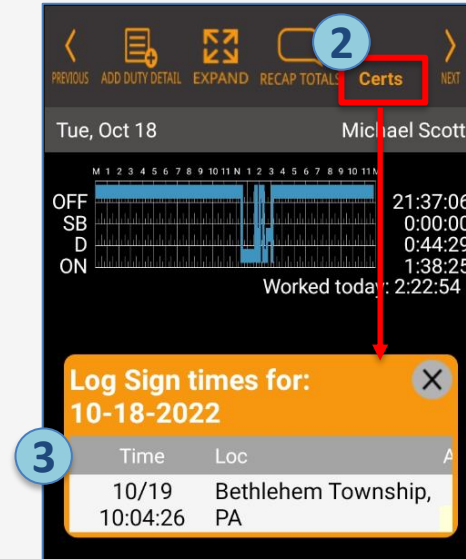 2
PREVIOUS ADD DUTY DETAIL EXPAND RECAP TOTALS Certs NEXT
Tue, Oct 18 Michael Scott
M 1 2 3 4 5 6 7 8 9 10 11 N 1 2 3 4 5 6 7 8 9 10 11 M
OFF 21:37:06
SB 0:00:00
D 0:44:29
ON 1:38:25
Worked today: 2:22:54
Log Sign times for:
10-18-2022
3
Time Loc A
10/19 Bethlehem Township,
10:04:26 PA